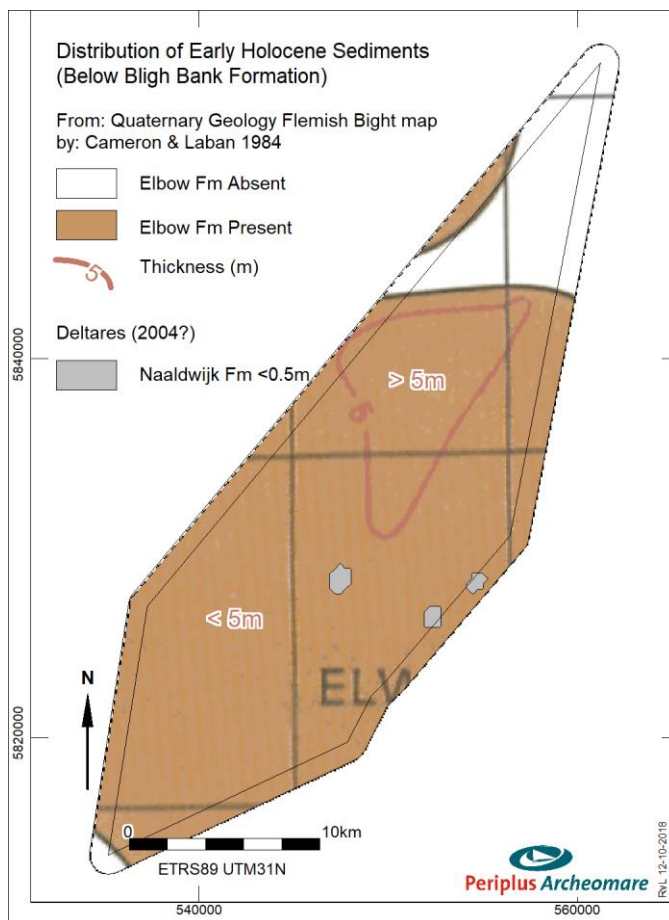 Distribution of Early Holocene Sediments
(Below Bligh Bank Formation)
From: Quaternary Geology Flemish Bight map
by: Cameron & Laban 1984
Elbow Fm Absent
Elbow Fm Present
5
Thickness (m)
Deltares (2004?)
Naaldwijk Fm <0.5m
> 5m
5
< 5m
ELW
N
0
10km
ETRS89 UTM31N
Periplus Archeomare
RvL 12-10-2018
5840000
5820000
540000
560000